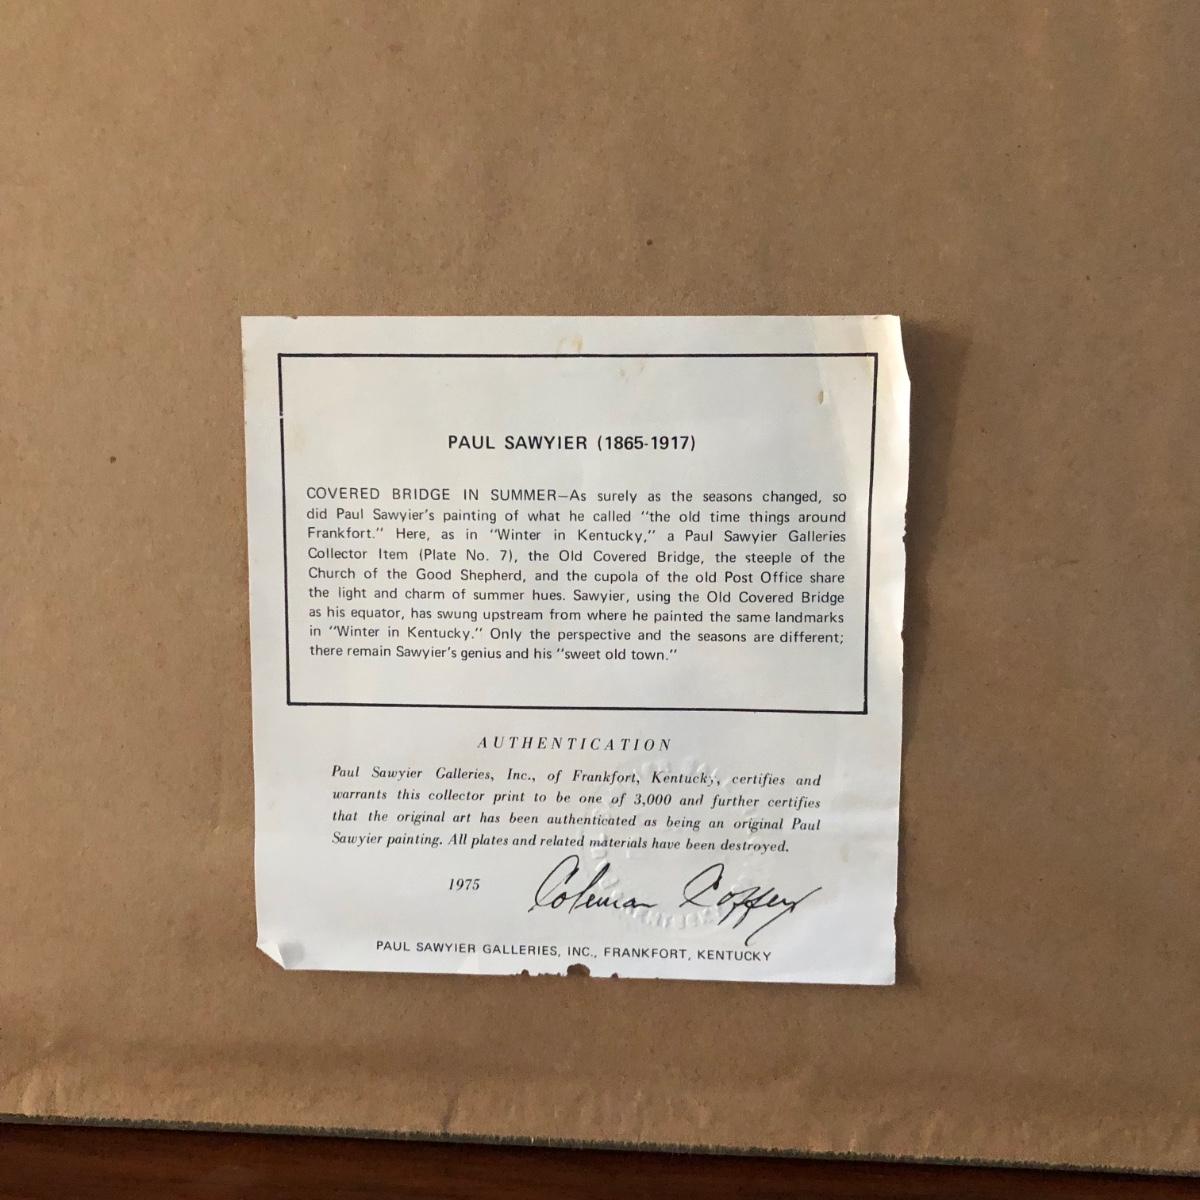 PAUL SAWYIER (1865-1917)
COVERED BRIDGE IN SUMMER—As surely as the seasons changed, so
did Paul Sawyier's painting of what he called "the old time things around
Frankfort." Here, as in "Winter in Kentucky," a Paul Sawyier Galleries
Collector Item (Plate No. 7), the Old Covered Bridge, the steeple of the
Church of the Good Shepherd, and the cupola of the old Post Office share
the light and charm of summer hues. Sawyier, using the Old Covered Bridge
as his equator, has swung upstream from where he painted the same landmarks
in "Winter in Kentucky." Only the perspective and the seasons are different;
there remain Sawyier's genius and his "sweet old town."
AUTHENTICATION
Paul Sawyier Galleries, Inc., of Frankfort, Kentucky, certifies and
warrants this collector print to be one of 3,000 and further certifies
that the original art has been authenticated as being an original Paul
Sawyier painting. All plates and related materials have been destroyed.
1975 Coleman Coffey
PAUL SAWYIER GALLERIES, INC., FRANKFORT, KENTUCKY